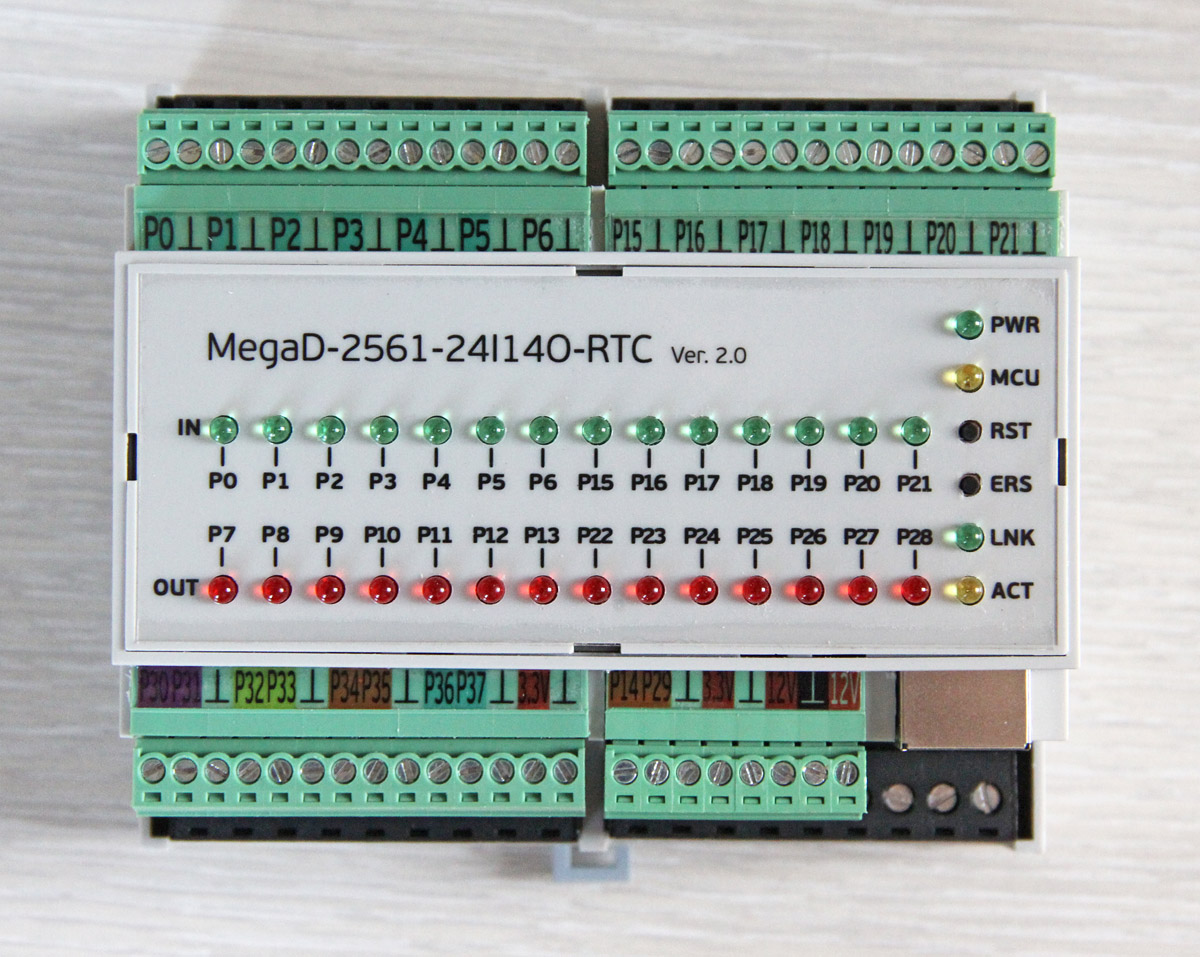 P0 ⊥ P1 ⊥ P2 ⊥ P3 ⊥ P4 ⊥ P5 ⊥ P6 ⊥ P15 ⊥ P16 ⊥ P17 ⊥ P18 ⊥ P19 ⊥ P20 ⊥ P21 ⊥
MegaD-2561-24I14O-RTC Ver. 2.0
PWR
MCU
IN
RST
P0 P1 P2 P3 P4 P5 P6 P15 P16 P17 P18 P19 P20 P21
ERS
P7 P8 P9 P10 P11 P12 P13 P22 P23 P24 P25 P26 P27 P28
LNK
OUT
ACT
P30 P31 ⊥ P32 P33 ⊥ P34 P35 ⊥ P36 P37 ⊥ 3.3V ⊥ P14 P29 ⊥ 3.3V ⊥ 12V ⊥ 12V